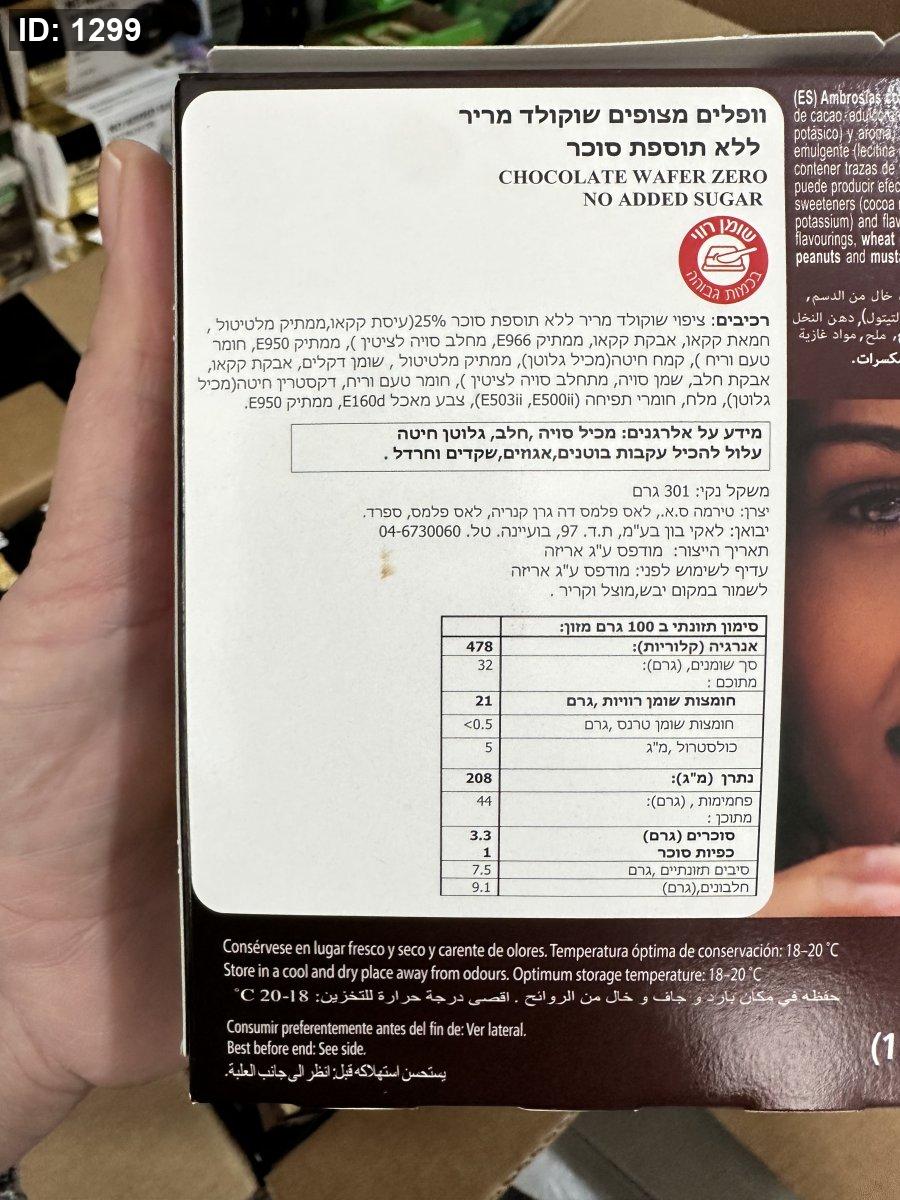 ID: 1299
וופלים מצופים שוקולד מריר
ללא תוספת סוכר
CHOCOLATE WAFER ZERO
NO ADDED SUGAR
שומן רווי
בכמות גבוהה
רכיבים: ציפוי שוקולד מריר ללא תוספת סוכר 25%(עיסת קקאו,ממתיק מלטיטול ,
חמאת קקאו, אבקת קקאו, ממתיק E966, מחלב סויה לציטין ), ממתיק E950, חומר
טעם וריח ), קמח חיטה(מכיל גלוטן), ממתיק מלטיטול , שומן דקלים, אבקת קקאו,
אבקת חלב, שמן סויה, מתחלב סויה לציטין ), חומר טעם וריח, דקסטרין חיטה(מכיל
גלוטן), מלח, חומרי תפיחה (E503ii ,E500ii), צבע מאכל E160d, ממתיק E950.
מידע על אלרגנים: מכיל סויה ,חלב, גלוטן חיטה
עלול להכיל עקבות בוטנים,אגוזים,שקדים וחרדל .
משקל נקי: 301 גרם
יצרן: טירמה ס.א., לאס פלמס דה גרן קנריה, לאס פלמס, ספרד.
יבואן: לאקי בון בע"מ, ת.ד. 97, בועיינה. טל. 04-6730060
תאריך הייצור: מודפס ע"ג אריזה
עדיף לשימוש לפני: מודפס ע"ג אריזה
לשמור במקום יבש,מוצל וקריר .
סימון תזונתי ב 100 גרם מזון:
אנרגיה (קלוריות): 478
סך שומנים, (גרם): 32
מתוכם :
חומצות שומן רוויות ,גרם 21
חומצות שומן טרנס ,גרם <0.5
כולסטרול ,מ"ג 5
נתרן (מ"ג): 208
פחמימות , (גרם): 44
מתוכן :
סוכרים (גרם) 3.3
כפיות סוכר 1
סיבים תזונתיים ,גרם 7.5
חלבונים,(גרם) 9.1
(ES) Ambrosías
de cacao, edulco
potásico) y aroma,
emulgente (lecitina
contener trazas de
puede producir efec
sweeteners (cocoa
potassium) and flav
flavourings, wheat
peanuts and must
خال من الدسم,
لتيتول), دهن النخل
ملح, مواد غازية
مكسرات.
Consérvese en lugar fresco y seco y carente de olores. Temperatura óptima de conservación: 18–20 ˚C
Store in a cool and dry place away from odours. Optimum storage temperature: 18–20 ˚C
حفظه في مكان بارد و جاف و خال من الروائح . اقصى درجة حرارة للتخزين: 18-20 C˚
Consumir preferentemente antes del fin de: Ver lateral.
Best before end: See side.
يستحسن استهلاكه قبل: انظر الى جانب العلبة.
(1